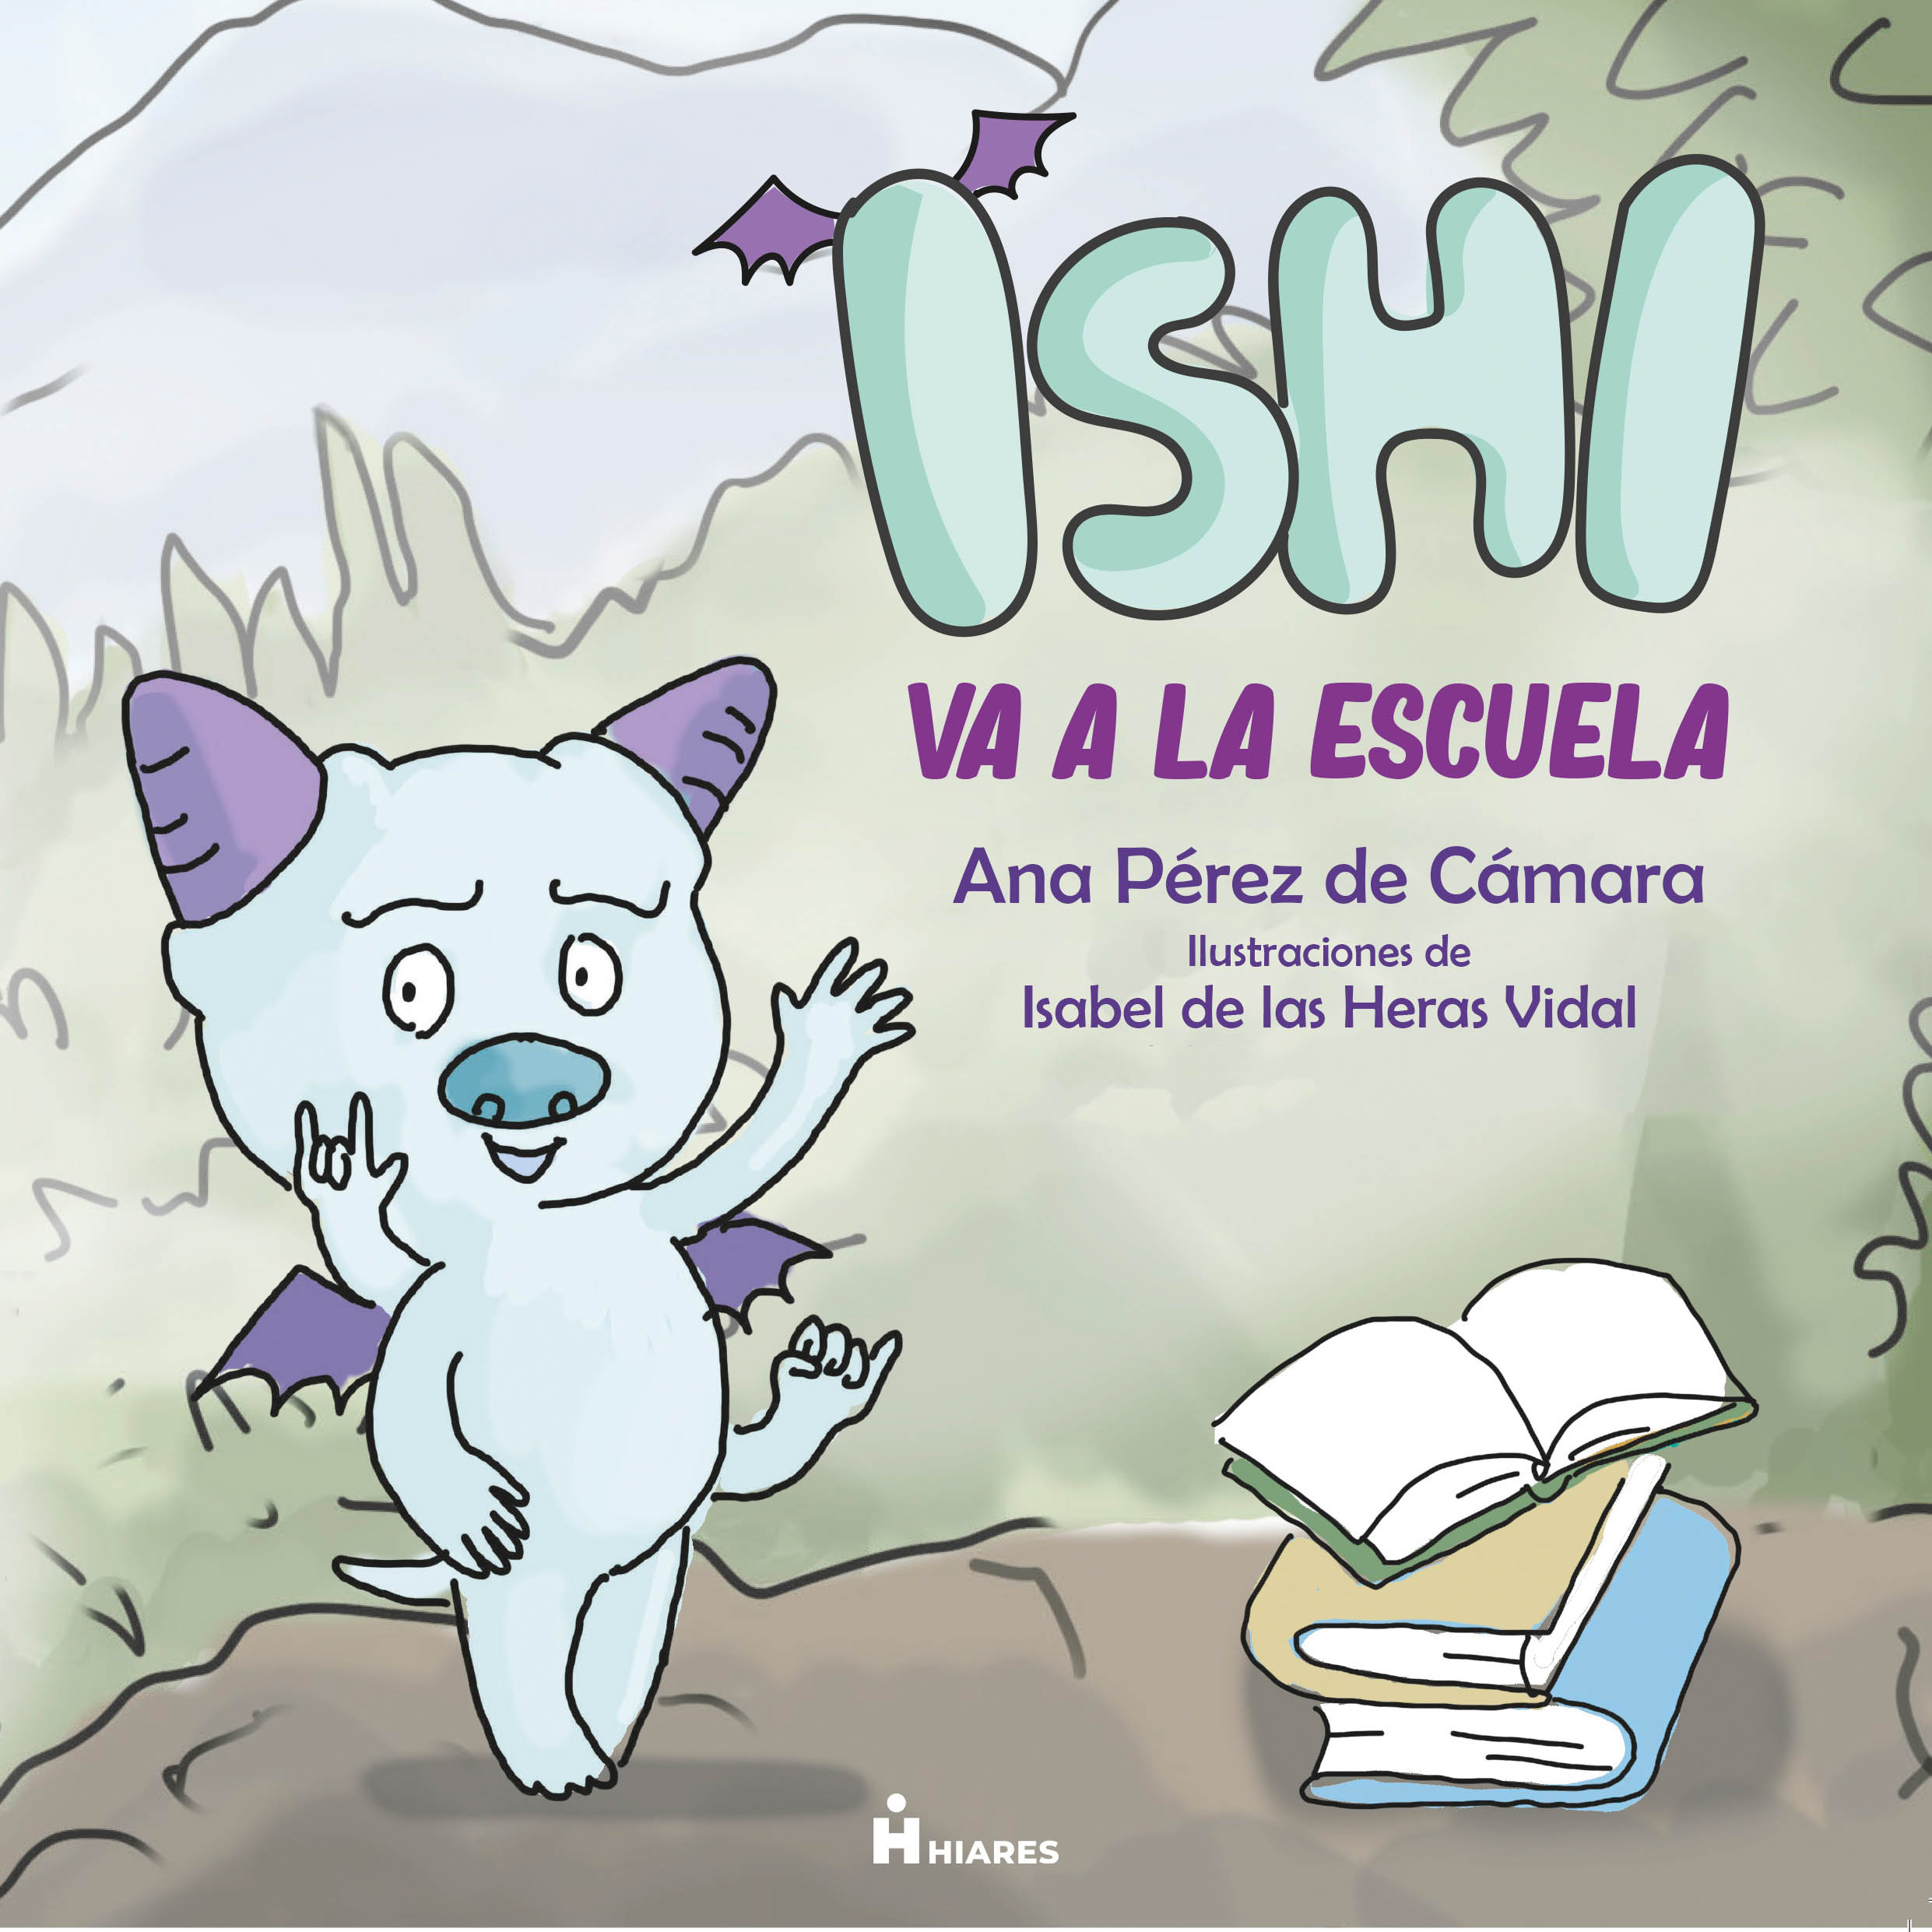 ISHI
VA A LA ESCUELA
Ana Pérez de Cámara
Ilustraciones de
Isabel de las Heras Vidal
HIARES